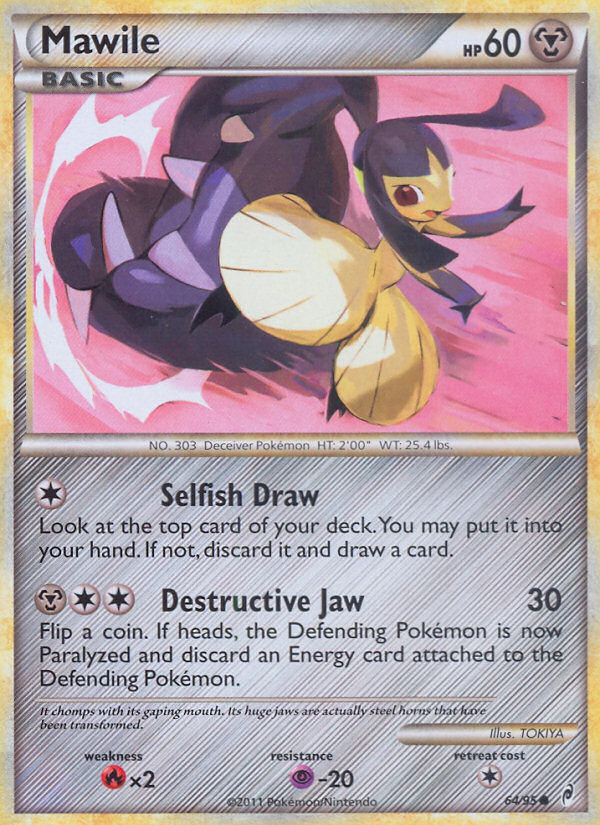 Mawile HP 60
BASIC
NO. 303 Deceiver Pokémon HT: 2'00" WT: 25.4 lbs.
Selfish Draw
Look at the top card of your deck. You may put it into
your hand. If not, discard it and draw a card.
Destructive Jaw 30
Flip a coin. If heads, the Defending Pokémon is now
Paralyzed and discard an Energy card attached to the
Defending Pokémon.
It chomps with its gaping mouth. Its huge jaws are actually steel horns that have
been transformed.
Illus. TOKIYA
weakness resistance retreat cost
×2 -20
©2011 Pokémon/Nintendo 64/95